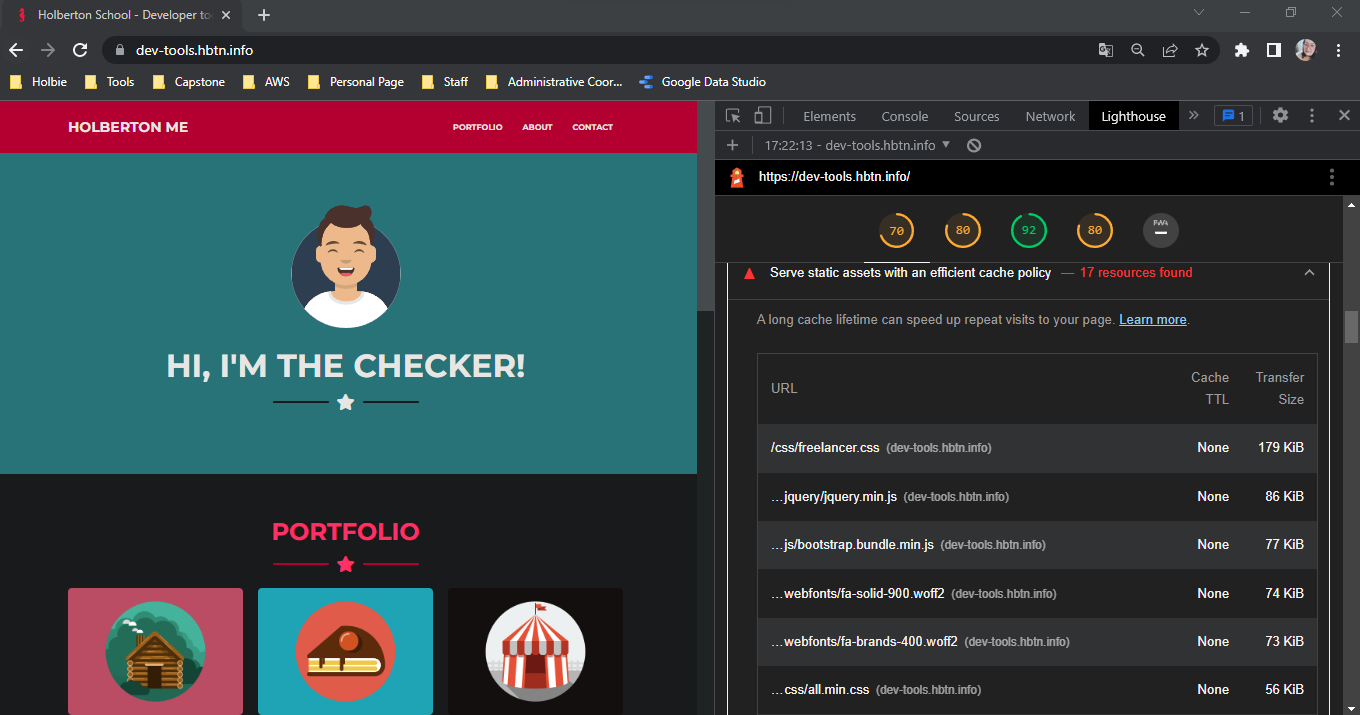 Holberton School - Developer to
dev-tools.hbtn.info
Holbie Tools Capstone AWS Personal Page Staff Administrative Coor... Google Data Studio
HOLBERTON ME
PORTFOLIO ABOUT CONTACT
HI, I'M THE CHECKER!
PORTFOLIO
Elements Console Sources Network Lighthouse 1
17:22:13 - dev-tools.hbtn.info
https://dev-tools.hbtn.info/
70 80 92 80 PWA
Serve static assets with an efficient cache policy — 17 resources found
A long cache lifetime can speed up repeat visits to your page. Learn more.
URL Cache TTL Transfer Size
/css/freelancer.css (dev-tools.hbtn.info) None 179 KiB
…jquery/jquery.min.js (dev-tools.hbtn.info) None 86 KiB
…js/bootstrap.bundle.min.js (dev-tools.hbtn.info) None 77 KiB
…webfonts/fa-solid-900.woff2 (dev-tools.hbtn.info) None 74 KiB
…webfonts/fa-brands-400.woff2 (dev-tools.hbtn.info) None 73 KiB
…css/all.min.css (dev-tools.hbtn.info) None 56 KiB